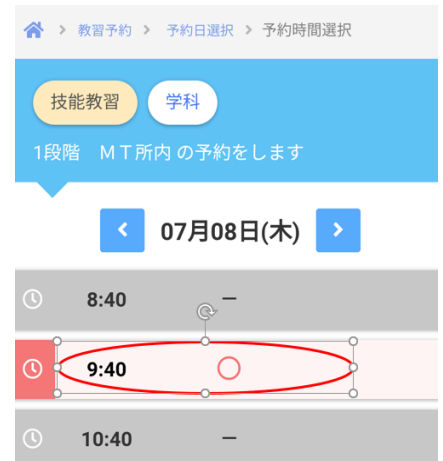 教習予約 > 予約日選択 > 予約時間選択
技能教習 学科
1段階 ＭＴ所内 の予約をします
07月08日(木)
8:40 ー
9:40 〇
10:40 ー